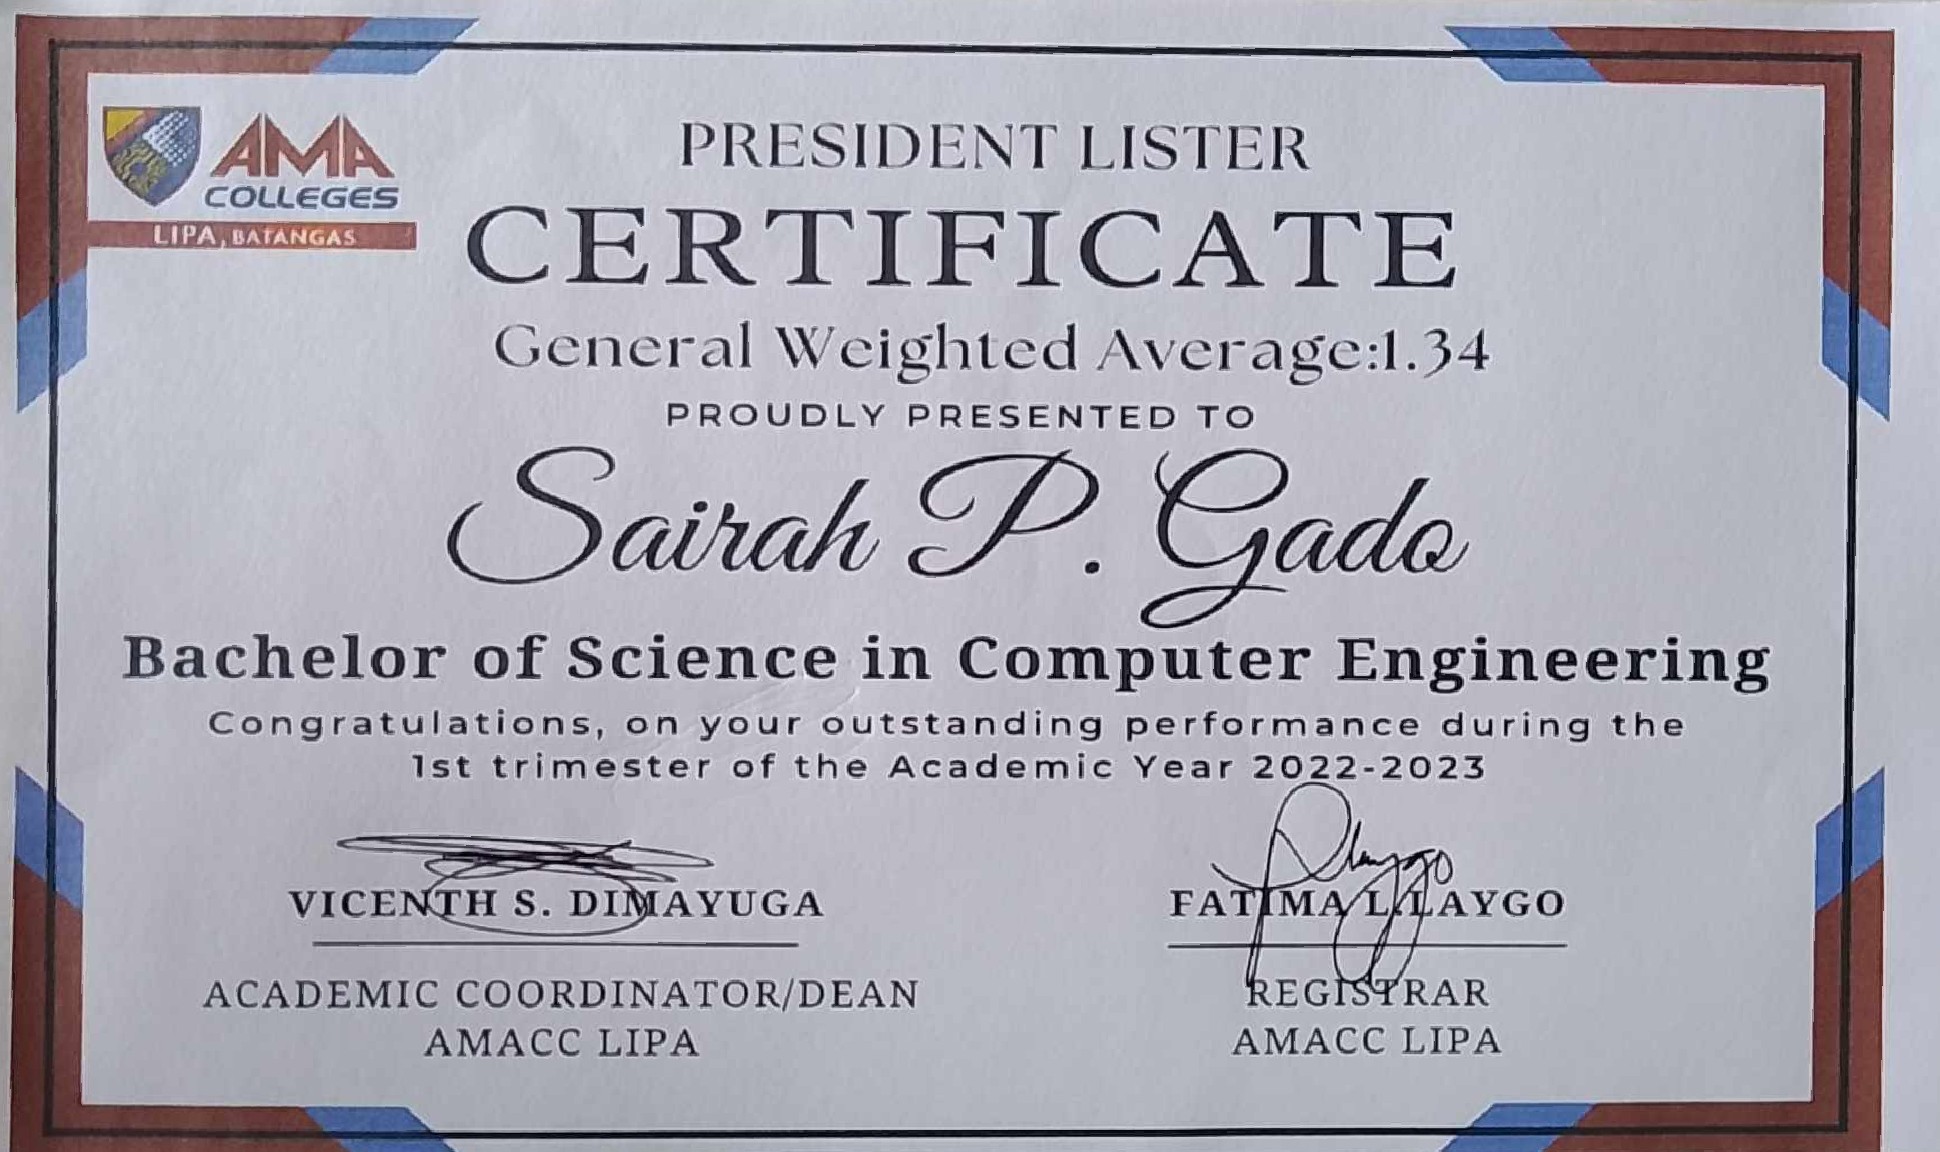 AMA
COLLEGES
LIPA, BATANGAS
PRESIDENT LISTER
CERTIFICATE
General Weighted Average:1.34
PROUDLY PRESENTED TO
Sairah P. Gado
Bachelor of Science in Computer Engineering
Congratulations, on your outstanding performance during the
1st trimester of the Academic Year 2022-2023
VICENTH S. DIMAYUGA
ACADEMIC COORDINATOR/DEAN
AMACC LIPA
FATIMA L. LAYGO
REGISTRAR
AMACC LIPA